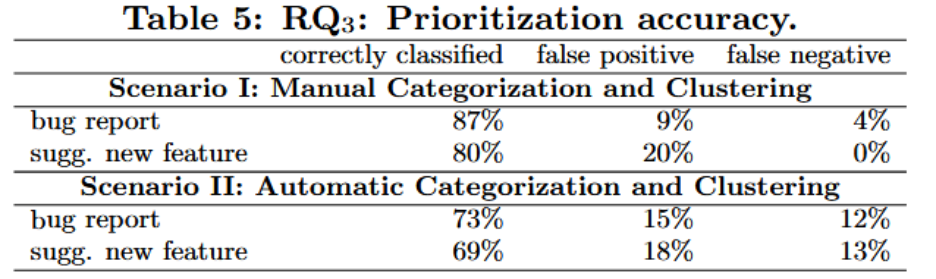 Table 5: RQ₃: Prioritization accuracy.
correctly classified false positive false negative
Scenario I: Manual Categorization and Clustering
bug report 87% 9% 4%
sugg. new feature 80% 20% 0%
Scenario II: Automatic Categorization and Clustering
bug report 73% 15% 12%
sugg. new feature 69% 18% 13%